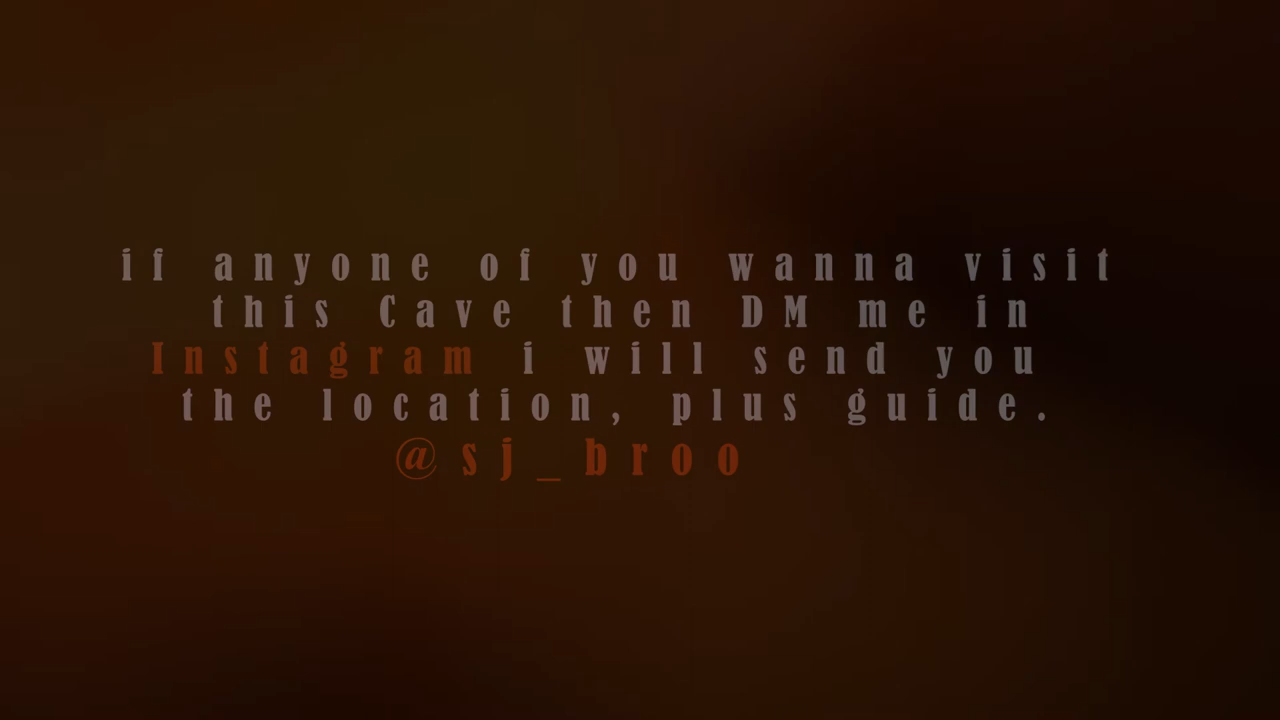 if anyone of you wanna visit
this Cave then DM me in
Instagram i will send you
the location, plus guide.
@sj_broo